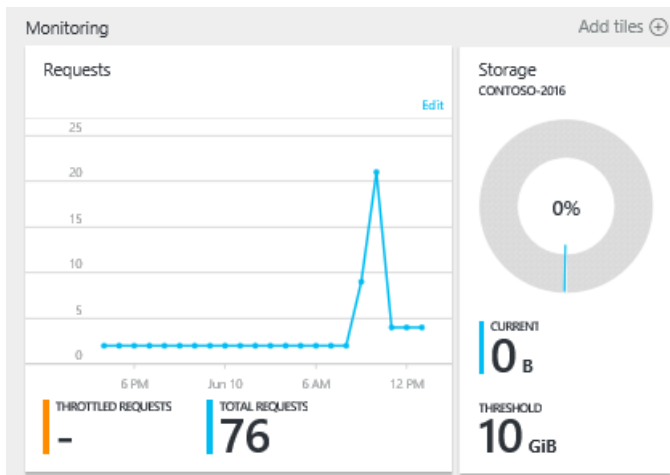 Monitoring
Add tiles
Requests
Edit
25
20
15
10
5
0
6 PM Jun 10 6 AM 12 PM
THROTTLED REQUESTS
-
TOTAL REQUESTS
76
Storage
CONTOSO-2016
0%
CURRENT
0 B
THRESHOLD
10 GiB